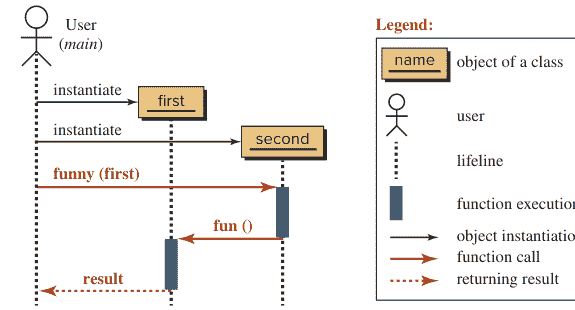 User
(main)
instantiate
first
instantiate
second
funny (first)
fun ()
result
Legend:
name
object of a class
user
lifeline
function execution
object instantiatio
function call
returning result